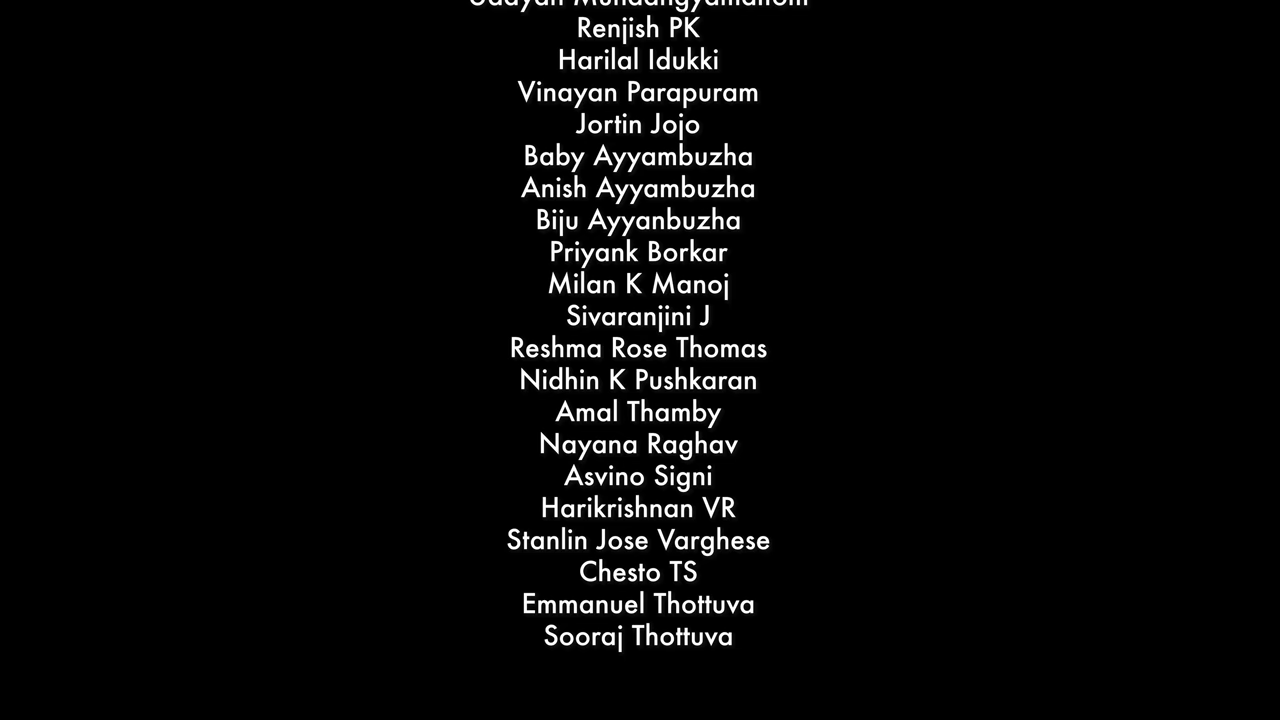 Renjish PK
Harilal Idukki
Vinayan Parapuram
Jortin Jojo
Baby Ayyambuzha
Anish Ayyambuzha
Biju Ayyanbuzha
Priyank Borkar
Milan K Manoj
Sivaranjini J
Reshma Rose Thomas
Nidhin K Pushkaran
Amal Thamby
Nayana Raghav
Asvino Signi
Harikrishnan VR
Stanlin Jose Varghese
Chesto TS
Emmanuel Thottuva
Sooraj Thottuva